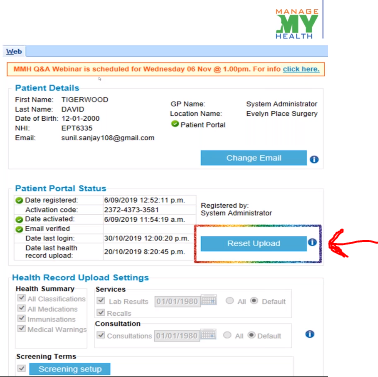 MANAGE
MY
HEALTH
Web
MMH Q&A Webinar is scheduled for Wednesday 06 Nov @ 1.00pm. For info click here.
Patient Details
First Name: TIGERWOOD
Last Name: DAVID
Date of Birth: 12-01-2000
NHI: EPT6335
Email: sunil.sanjay108@gmail.com
GP Name: System Administrator
Location Name: Evelyn Place Surgery
Patient Portal
Change Email
Patient Portal Status
Date registered: 6/09/2019 12:52:11 p.m.
Activation code: 2372-4373-3581
Date activated: 6/09/2019 11:54:19 a.m.
Email verified
Date last login: 30/10/2019 12:00:20 p.m.
Date last health
record upload: 20/10/2019 8:20:45 p.m.
Registered by:
System Administrator
Reset Upload
Health Record Upload Settings
Health Summary
All Classifications
All Medications
Immunisations
Medical Warnings
Services
Lab Results 01/01/1980 All Default
Recalls
Consultation
Consultations 01/01/1980 All Default
Screening Terms
Screening setup